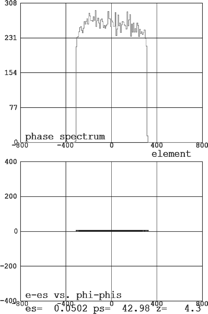 308
231
154
77
0
phase spectrum
-800 -400 0 400 800
element
400
200
0
-200
-400
e-es vs. phi-phis
-800 -400 0 400 800
es= 0.0502 ps= 42.98 z= 4.3